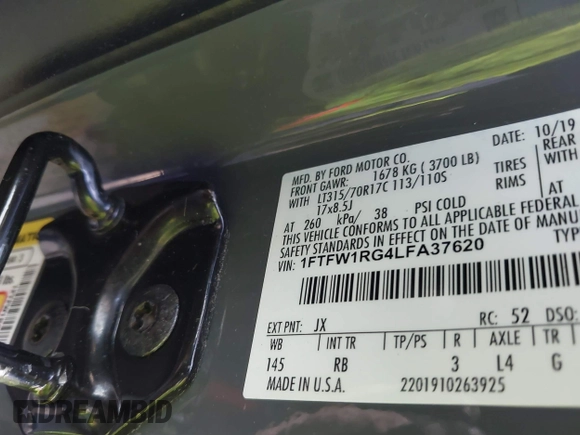 DATE: 10/19
MFD. BY FORD MOTOR CO.
FRONT GAWR: 1678 KG ( 3700 LB) REAR
WITH LT315/70R17C 113/110S TIRES WITH
17x8.5J RIMS
AT 260 kPa/ 38 PSI COLD AT
THIS VEHICLE CONFORMS TO ALL APPLICABLE FEDERAL
SAFETY STANDARDS IN EFFECT ON THE DATE OF MANU
VIN: 1FTFW1RG4LFA37620 TYP
EXT PNT: JX RC: 52 DSO:
WB INT TR TP/PS R AXLE TR
145 RB 3 L4 G
MADE IN U.S.A. 2201910263925
DREAMBID